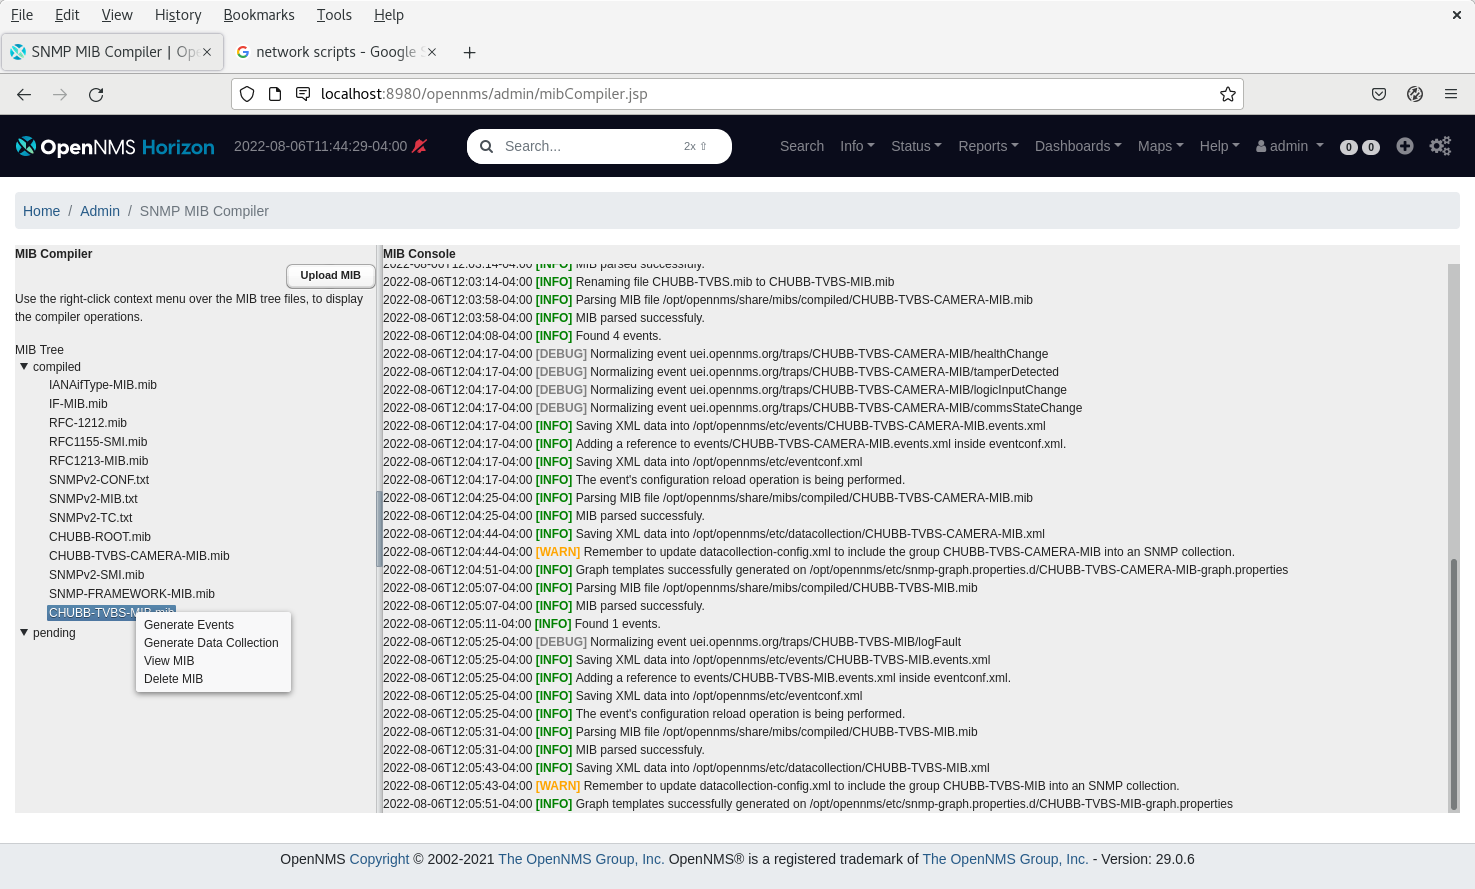 File Edit View History Bookmarks Tools Help
SNMP MIB Compiler | Ope
network scripts - Google S
localhost:8980/opennms/admin/mibCompiler.jsp
OpenNMS Horizon 2022-08-06T11:44:29-04:00 Search... 2x ⇧ Search Info Status Reports Dashboards Maps Help admin 0 0
Home / Admin / SNMP MIB Compiler
MIB Compiler
Upload MIB
Use the right-click context menu over the MIB tree files, to display
the compiler operations.
MIB Tree
compiled
IANAifType-MIB.mib
IF-MIB.mib
RFC-1212.mib
RFC1155-SMI.mib
RFC1213-MIB.mib
SNMPv2-CONF.txt
SNMPv2-MIB.txt
SNMPv2-TC.txt
CHUBB-ROOT.mib
CHUBB-TVBS-CAMERA-MIB.mib
SNMPv2-SMI.mib
SNMP-FRAMEWORK-MIB.mib
CHUBB-TVBS-MIB.mib
pending
Generate Events
Generate Data Collection
View MIB
Delete MIB
MIB Console
2022-08-06T12:03:14-04:00 [INFO] MIB parsed successfuly.
2022-08-06T12:03:14-04:00 [INFO] Renaming file CHUBB-TVBS.mib to CHUBB-TVBS-MIB.mib
2022-08-06T12:03:58-04:00 [INFO] Parsing MIB file /opt/opennms/share/mibs/compiled/CHUBB-TVBS-CAMERA-MIB.mib
2022-08-06T12:03:58-04:00 [INFO] MIB parsed successfuly.
2022-08-06T12:04:08-04:00 [INFO] Found 4 events.
2022-08-06T12:04:17-04:00 [DEBUG] Normalizing event uei.opennms.org/traps/CHUBB-TVBS-CAMERA-MIB/healthChange
2022-08-06T12:04:17-04:00 [DEBUG] Normalizing event uei.opennms.org/traps/CHUBB-TVBS-CAMERA-MIB/tamperDetected
2022-08-06T12:04:17-04:00 [DEBUG] Normalizing event uei.opennms.org/traps/CHUBB-TVBS-CAMERA-MIB/logicInputChange
2022-08-06T12:04:17-04:00 [DEBUG] Normalizing event uei.opennms.org/traps/CHUBB-TVBS-CAMERA-MIB/commsStateChange
2022-08-06T12:04:17-04:00 [INFO] Saving XML data into /opt/opennms/etc/events/CHUBB-TVBS-CAMERA-MIB.events.xml
2022-08-06T12:04:17-04:00 [INFO] Adding a reference to events/CHUBB-TVBS-CAMERA-MIB.events.xml inside eventconf.xml.
2022-08-06T12:04:17-04:00 [INFO] Saving XML data into /opt/opennms/etc/eventconf.xml
2022-08-06T12:04:17-04:00 [INFO] The event's configuration reload operation is being performed.
2022-08-06T12:04:25-04:00 [INFO] Parsing MIB file /opt/opennms/share/mibs/compiled/CHUBB-TVBS-CAMERA-MIB.mib
2022-08-06T12:04:25-04:00 [INFO] MIB parsed successfuly.
2022-08-06T12:04:44-04:00 [INFO] Saving XML data into /opt/opennms/etc/datacollection/CHUBB-TVBS-CAMERA-MIB.xml
2022-08-06T12:04:44-04:00 [WARN] Remember to update datacollection-config.xml to include the group CHUBB-TVBS-CAMERA-MIB into an SNMP collection.
2022-08-06T12:04:51-04:00 [INFO] Graph templates successfully generated on /opt/opennms/etc/snmp-graph.properties.d/CHUBB-TVBS-CAMERA-MIB-graph.properties
2022-08-06T12:05:07-04:00 [INFO] Parsing MIB file /opt/opennms/share/mibs/compiled/CHUBB-TVBS-MIB.mib
2022-08-06T12:05:07-04:00 [INFO] MIB parsed successfuly.
2022-08-06T12:05:11-04:00 [INFO] Found 1 events.
2022-08-06T12:05:25-04:00 [DEBUG] Normalizing event uei.opennms.org/traps/CHUBB-TVBS-MIB/logFault
2022-08-06T12:05:25-04:00 [INFO] Saving XML data into /opt/opennms/etc/events/CHUBB-TVBS-MIB.events.xml
2022-08-06T12:05:25-04:00 [INFO] Adding a reference to events/CHUBB-TVBS-MIB.events.xml inside eventconf.xml.
2022-08-06T12:05:25-04:00 [INFO] Saving XML data into /opt/opennms/etc/eventconf.xml
2022-08-06T12:05:25-04:00 [INFO] The event's configuration reload operation is being performed.
2022-08-06T12:05:31-04:00 [INFO] Parsing MIB file /opt/opennms/share/mibs/compiled/CHUBB-TVBS-MIB.mib
2022-08-06T12:05:31-04:00 [INFO] MIB parsed successfuly.
2022-08-06T12:05:43-04:00 [INFO] Saving XML data into /opt/opennms/etc/datacollection/CHUBB-TVBS-MIB.xml
2022-08-06T12:05:43-04:00 [WARN] Remember to update datacollection-config.xml to include the group CHUBB-TVBS-MIB into an SNMP collection.
2022-08-06T12:05:51-04:00 [INFO] Graph templates successfully generated on /opt/opennms/etc/snmp-graph.properties.d/CHUBB-TVBS-MIB-graph.properties
OpenNMS Copyright © 2002-2021 The OpenNMS Group, Inc. OpenNMS® is a registered trademark of The OpenNMS Group, Inc. - Version: 29.0.6